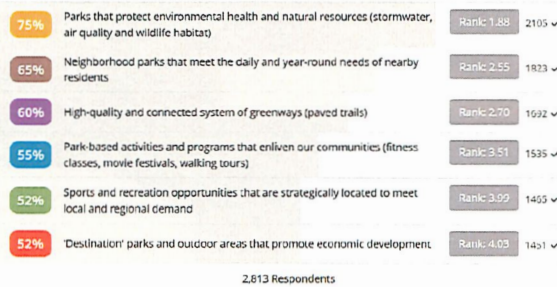 75% Parks that protect environmental health and natural resources (stormwater, Rank: 1.88 2105 ✓
air quality and wildlife habitat)
65% Neighborhood parks that meet the daily and year-round needs of nearby Rank: 2.55 1823 ✓
residents
60% High-quality and connected system of greenways (paved trails) Rank: 2.70 1692 ✓
55% Park-based activities and programs that enliven our communities (fitness Rank: 3.51 1535 ✓
classes, movie festivals, walking tours)
52% Sports and recreation opportunities that are strategically located to meet Rank: 3.99 1465 ✓
local and regional demand
52% 'Destination' parks and outdoor areas that promote economic development Rank: 4.03 1451 ✓
2,813 Respondents